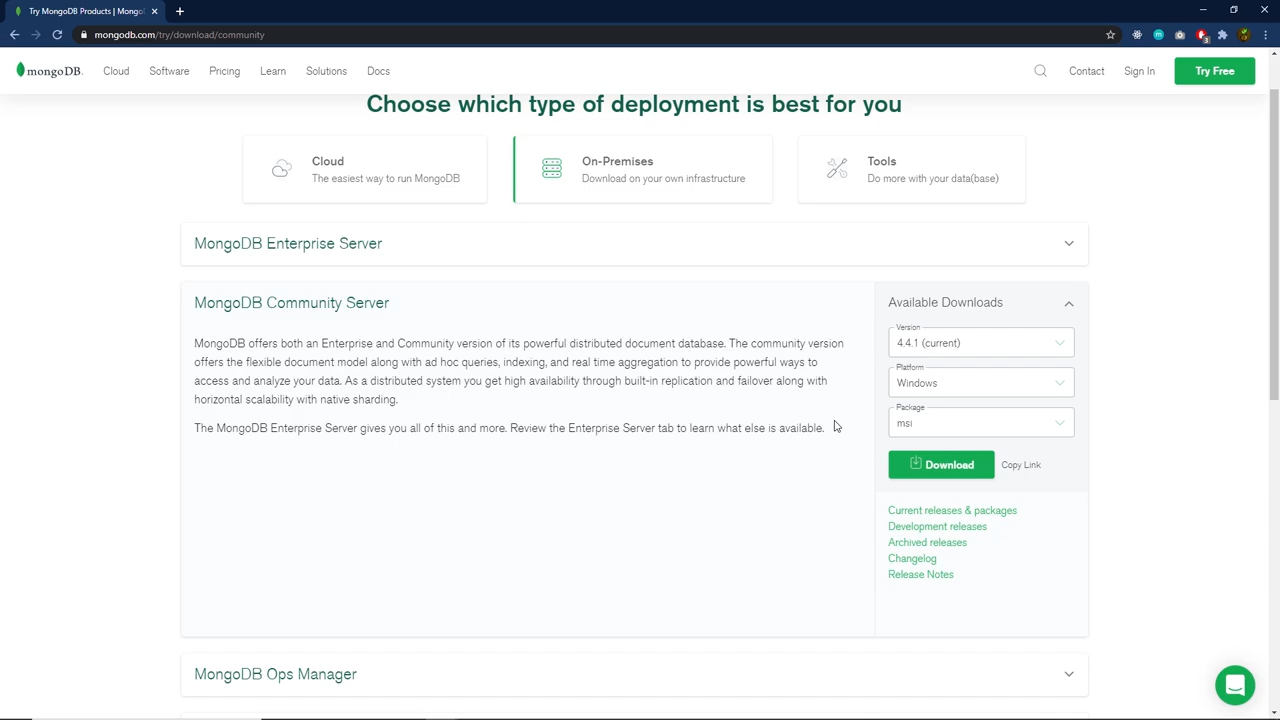 Try MongoDB Products | Mongo
mongodb.com/try/download/community
3
mongoDB.
Cloud
Software
Pricing
Learn
Solutions
Docs
Contact
Sign In
Try Free
Choose which type of deployment is best for you
Cloud
The easiest way to run MongoDB
On-Premises
Download on your own infrastructure
Tools
Do more with your data(base)
MongoDB Enterprise Server
MongoDB Community Server
MongoDB offers both an Enterprise and Community version of its powerful distributed document database. The community version
offers the flexible document model along with ad hoc queries, indexing, and real time aggregation to provide powerful ways to
access and analyze your data. As a distributed system you get high availability through built-in replication and failover along with
horizontal scalability with native sharding.
The MongoDB Enterprise Server gives you all of this and more. Review the Enterprise Server tab to learn what else is available.
Available Downloads
Version
4.4.1 (current)
Platform
Windows
Package
msi
Download
Copy Link
Current releases & packages
Development releases
Archived releases
Changelog
Release Notes
MongoDB Ops Manager